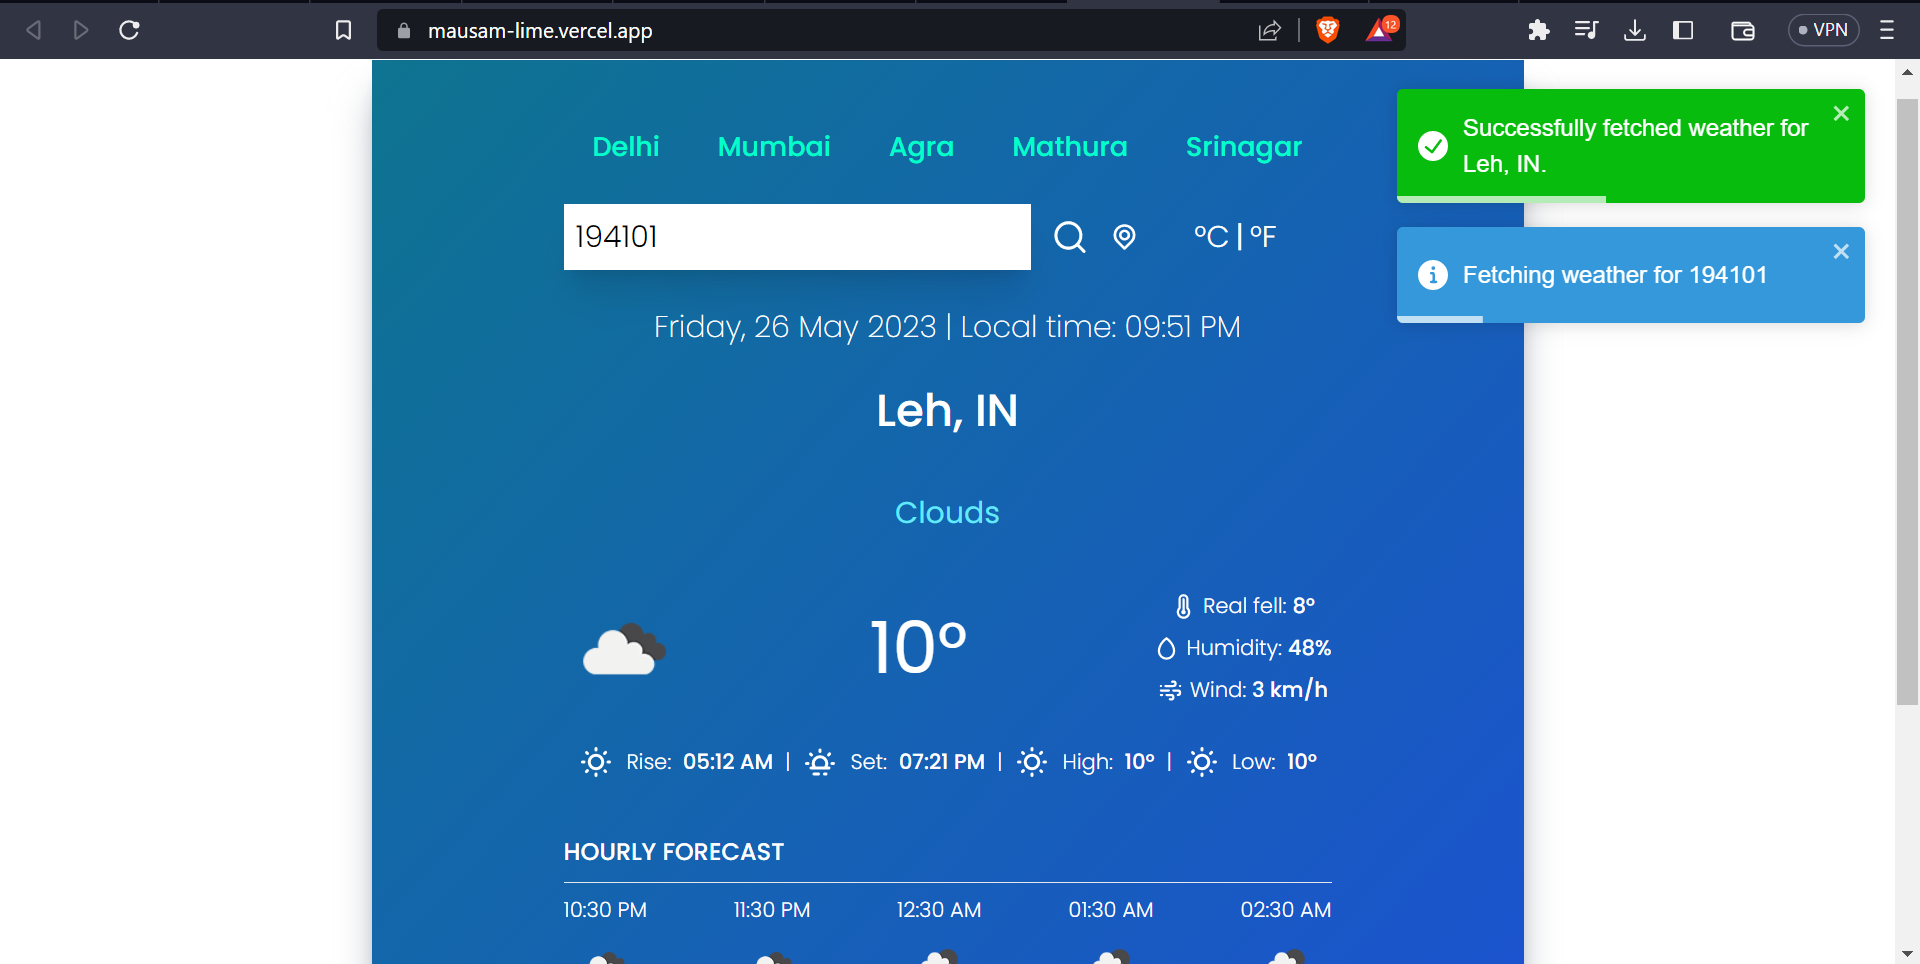 mausam-lime.vercel.app
12
VPN
Delhi Mumbai Agra Mathura Srinagar
Successfully fetched weather for
Leh, IN.
194101
°C | °F
Fetching weather for 194101
Friday, 26 May 2023 | Local time: 09:51 PM
Leh, IN
Clouds
10°
Real fell: 8°
Humidity: 48%
Wind: 3 km/h
Rise: 05:12 AM | Set: 07:21 PM | High: 10° | Low: 10°
HOURLY FORECAST
10:30 PM 11:30 PM 12:30 AM 01:30 AM 02:30 AM